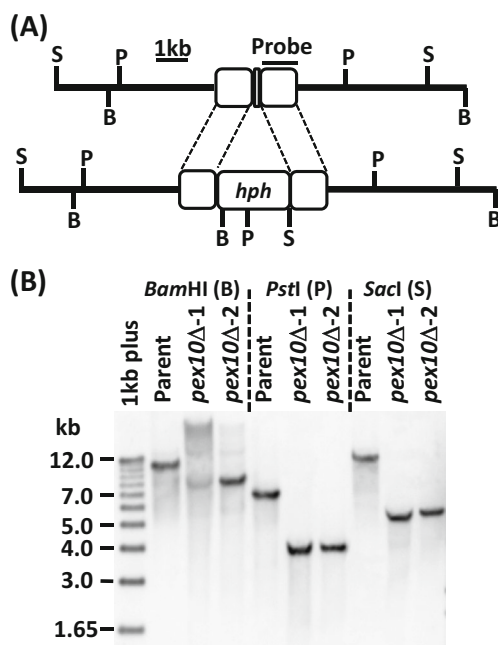 (A)
S P 1kb Probe P S
B B
S P P S
hph
B B P S B
(B)
BamHI (B) PstI (P) SacI (S)
1kb plus Parent pex10Δ-1 pex10Δ-2 Parent pex10Δ-1 pex10Δ-2 Parent pex10Δ-1 pex10Δ-2
kb
12.0
7.0
5.0
4.0
3.0
1.65